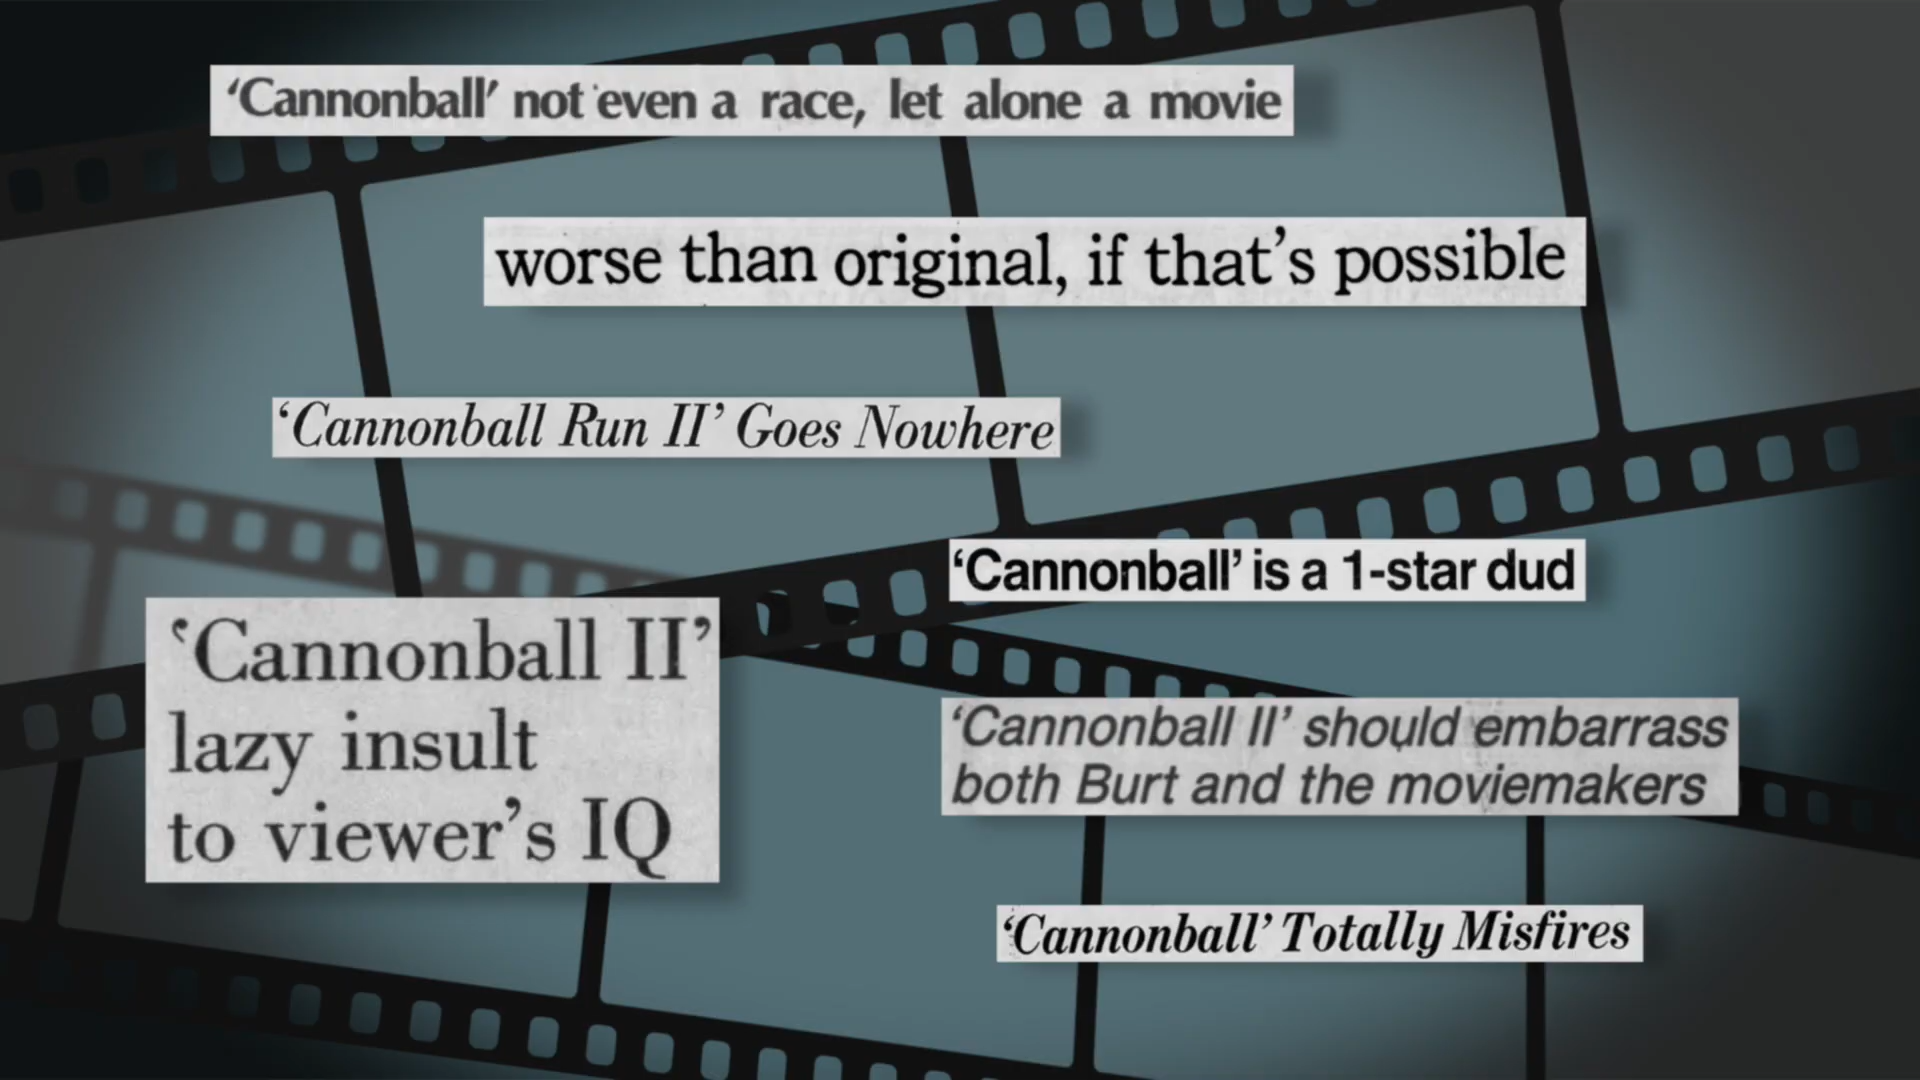 ‘Cannonball’ not even a race, let alone a movie
worse than original, if that’s possible
‘Cannonball Run II’ Goes Nowhere
‘Cannonball’ is a 1-star dud
‘Cannonball II’
lazy insult
to viewer’s IQ
‘Cannonball II’ should embarrass
both Burt and the moviemakers
‘Cannonball’ Totally Misfires